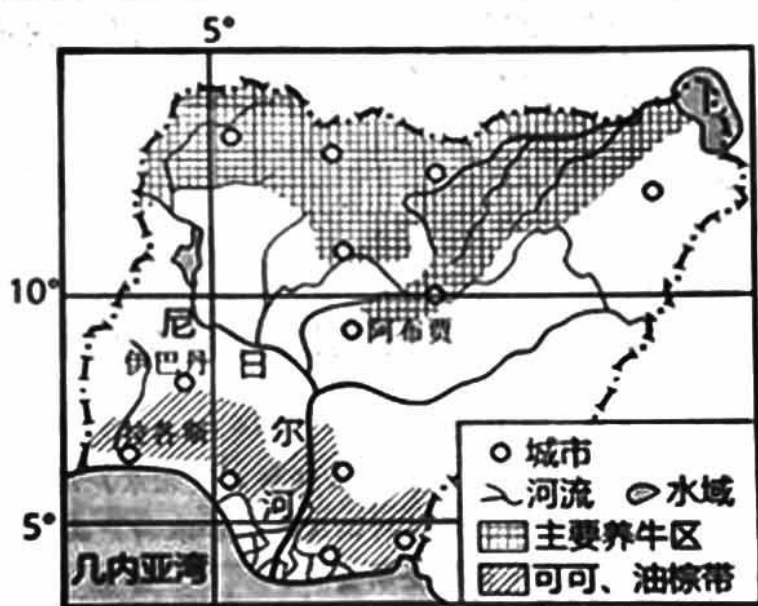 5°
10°
尼
日
阿布贾
伊巴丹
拉各斯
尔
河
5°
几内亚湾
城市
河流 水域
主要养牛区
可可、油棕带